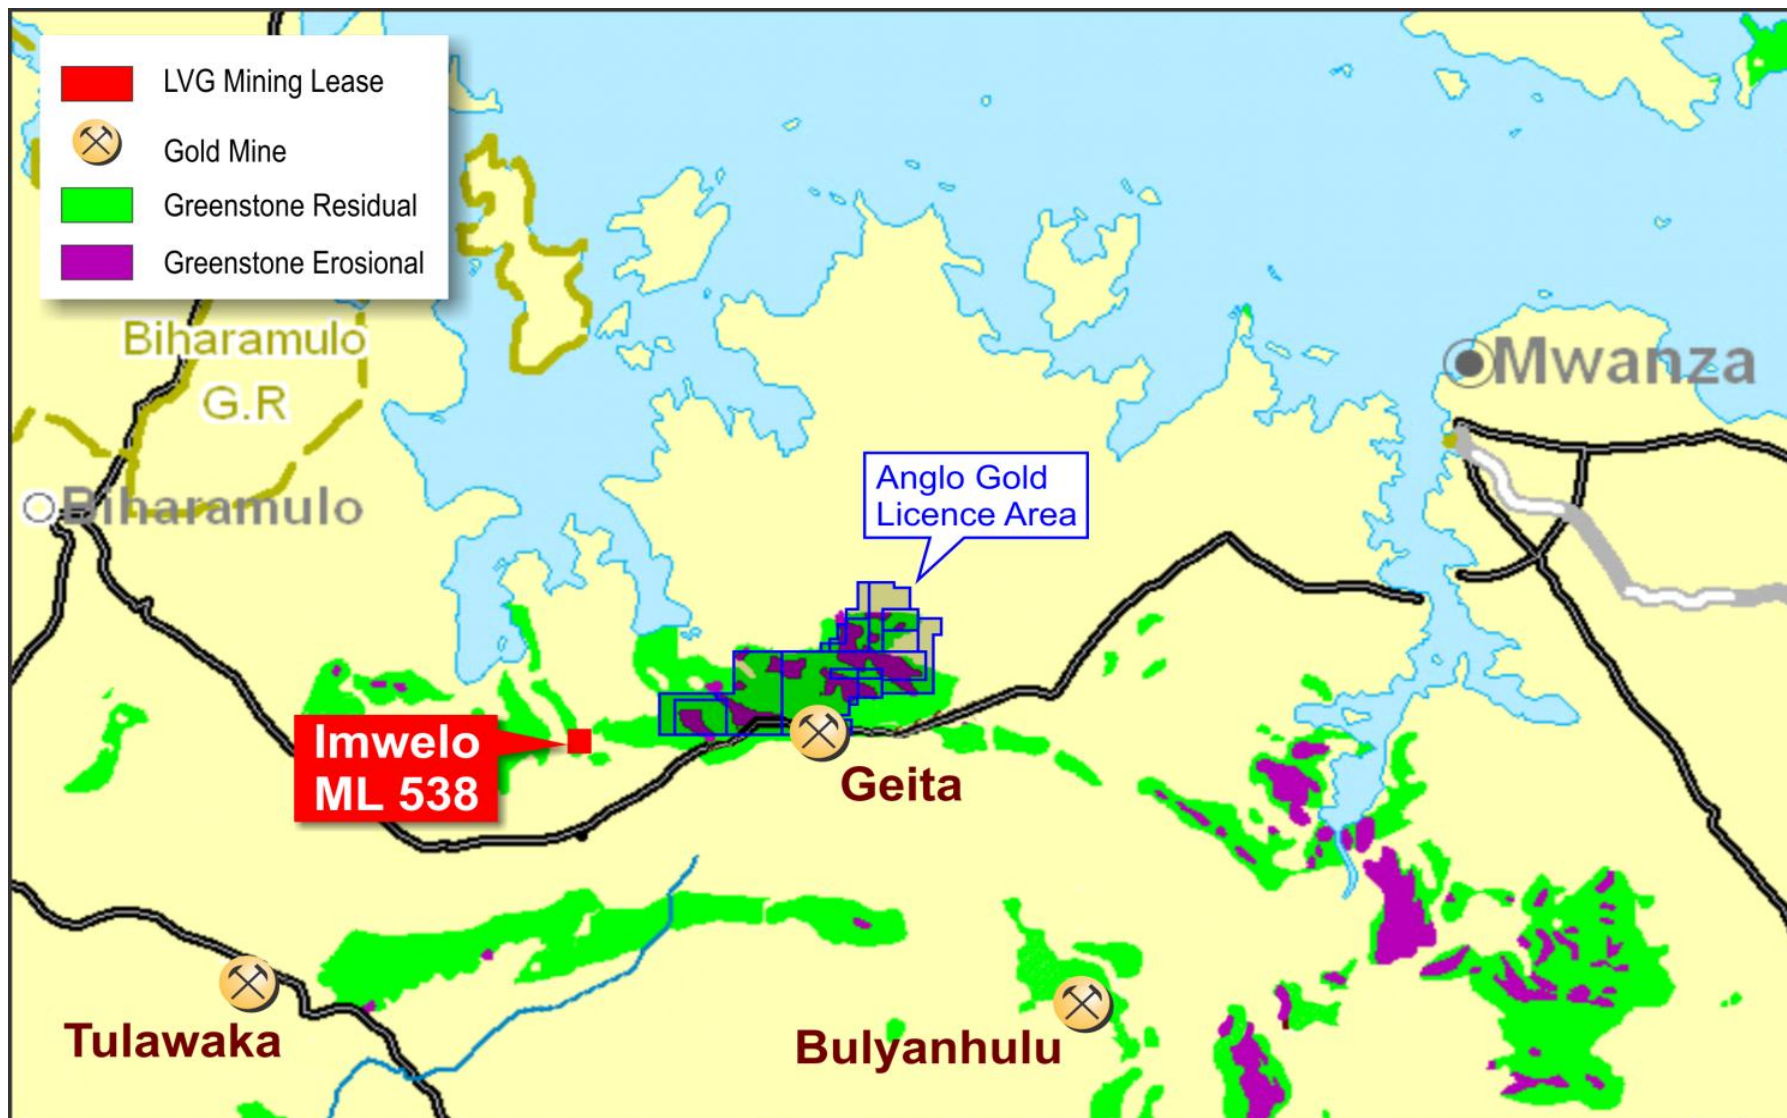 LVG Mining Lease
Gold Mine
Greenstone Residual
Greenstone Erosional
Biharamulo
G.R
Mwanza
Biharamulo
Anglo Gold
Licence Area
Imwelo
ML 538
Geita
Tulawaka
Bulyanhulu